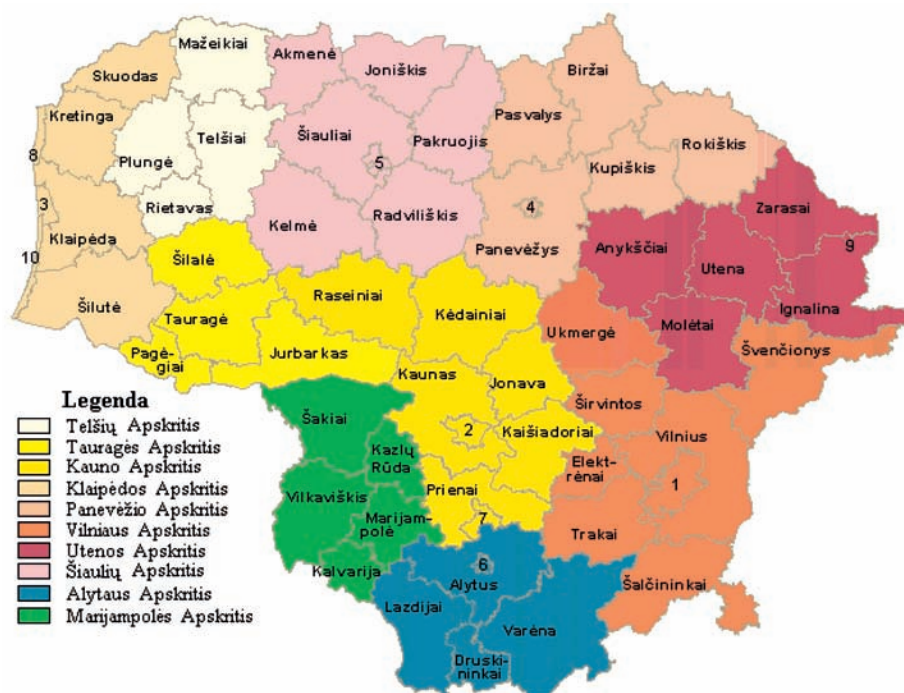 Mažeikiai
Akmenė
Joniškis
Skuodas
Biržai
Kretinga
Pasvalys
Telšiai
Šiauliai
Pakruojis
Rokiškis
8
Plungė
5
Kupiškis
Rietavas
Kelmė
Radviliškis
4
Zarasai
3
Klaipėda
Panevėžys
Anykščiai
9
10
Šilalė
Utena
Šilutė
Raseiniai
Kėdainiai
Ignalina
Tauragė
Ukmergė
Molėtai
Švenčionys
Pagė-
giai
Jurbarkas
Kaunas
Jonava
Širvintos
Šakiai
2
Kaišiadoriai
Vilnius
Kazlų
Rūda
Elekt-
rėnai
Vilkaviškis
Prienai
1
Marijam-
polė
7
Trakai
Kalvarija
6
Alytus
Šalčininkai
Lazdijai
Varėna
Druski-
ninkai
Legenda
Telšių Apskritis
Tauragės Apskritis
Kauno Apskritis
Klaipėdos Apskritis
Panevėžio Apskritis
Vilniaus Apskritis
Utenos Apskritis
Šiaulių Apskritis
Alytaus Apskritis
Marijampolės Apskritis